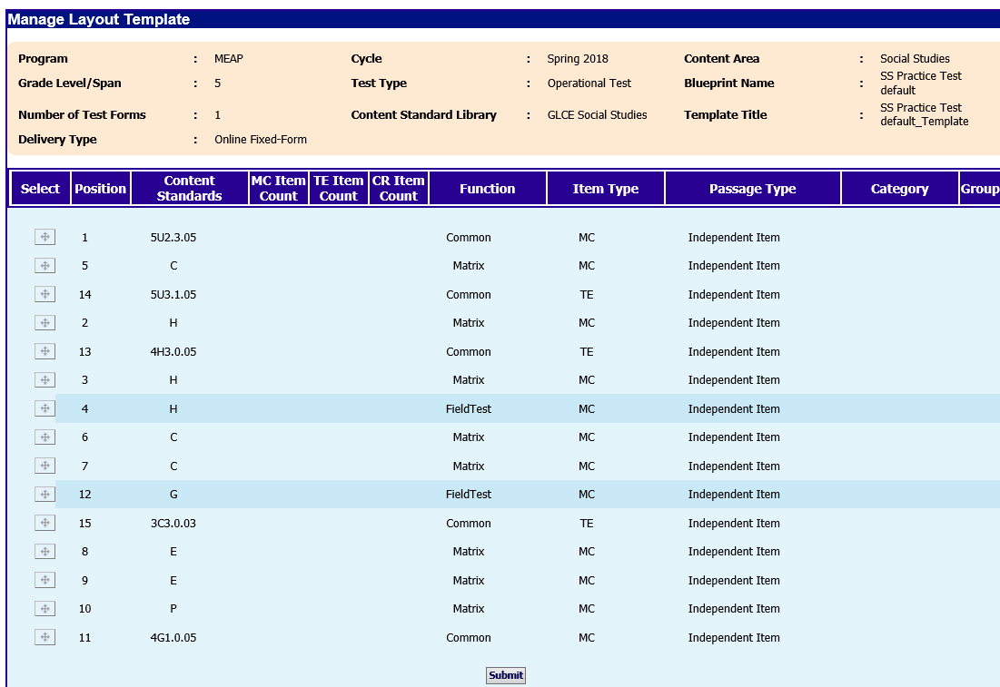 Manage Layout Template
Program : MEAP Cycle : Spring 2018 Content Area : Social Studies
Grade Level/Span : 5 Test Type : Operational Test Blueprint Name : SS Practice Test default
Number of Test Forms : 1 Content Standard Library : GLCE Social Studies Template Title : SS Practice Test default_Template
Delivery Type : Online Fixed-Form
Select Position Content Standards MC Item Count TE Item Count CR Item Count Function Item Type Passage Type Category Group
1 5U2.3.05 Common MC Independent Item
5 C Matrix MC Independent Item
14 5U3.1.05 Common TE Independent Item
2 H Matrix MC Independent Item
13 4H3.0.05 Common TE Independent Item
3 H Matrix MC Independent Item
4 H FieldTest MC Independent Item
6 C Matrix MC Independent Item
7 C Matrix MC Independent Item
12 G FieldTest MC Independent Item
15 3C3.0.03 Common TE Independent Item
8 E Matrix MC Independent Item
9 E Matrix MC Independent Item
10 P Matrix MC Independent Item
11 4G1.0.05 Common MC Independent Item
Submit